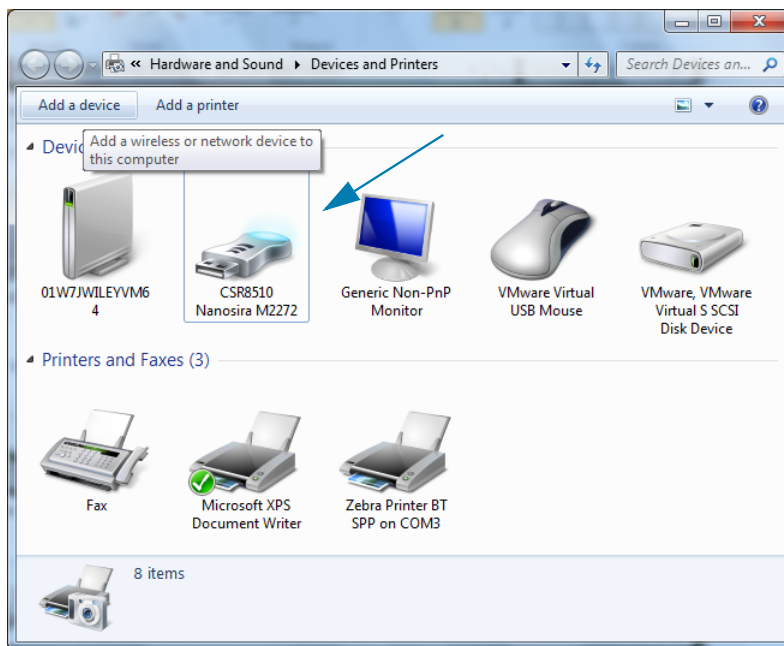 « Hardware and Sound ▸ Devices and Printers
Search Devices an...
Add a device
Add a printer
Devic
Add a wireless or network device to
this computer
01W7JWILEYVM6
4
CSR8510
Nanosira M2272
Generic Non-PnP
Monitor
VMware Virtual
USB Mouse
VMware, VMware
Virtual S SCSI
Disk Device
Printers and Faxes (3)
Fax
Microsoft XPS
Document Writer
Zebra Printer BT
SPP on COM3
8 items